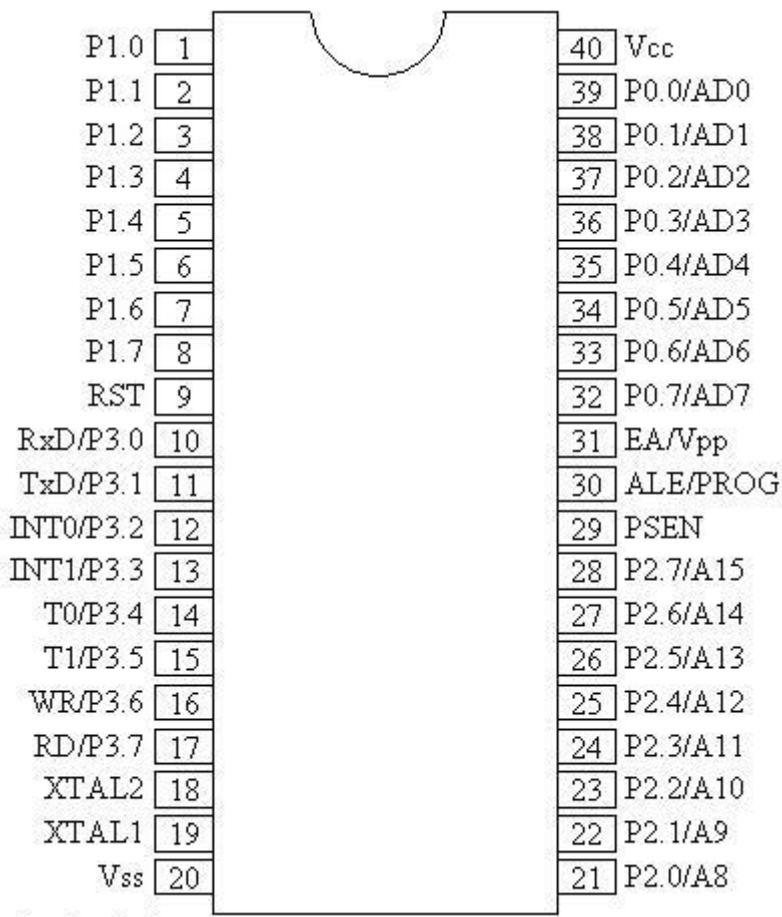 P1.0 1 40 Vcc
P1.1 2 39 P0.0/AD0
P1.2 3 38 P0.1/AD1
P1.3 4 37 P0.2/AD2
P1.4 5 36 P0.3/AD3
P1.5 6 35 P0.4/AD4
P1.6 7 34 P0.5/AD5
P1.7 8 33 P0.6/AD6
RST 9 32 P0.7/AD7
RxD/P3.0 10 31 EA/Vpp
TxD/P3.1 11 30 ALE/PROG
INT0/P3.2 12 29 PSEN
INT1/P3.3 13 28 P2.7/A15
T0/P3.4 14 27 P2.6/A14
T1/P3.5 15 26 P2.5/A13
WR/P3.6 16 25 P2.4/A12
RD/P3.7 17 24 P2.3/A11
XTAL2 18 23 P2.2/A10
XTAL1 19 22 P2.1/A9
Vss 20 21 P2.0/A8